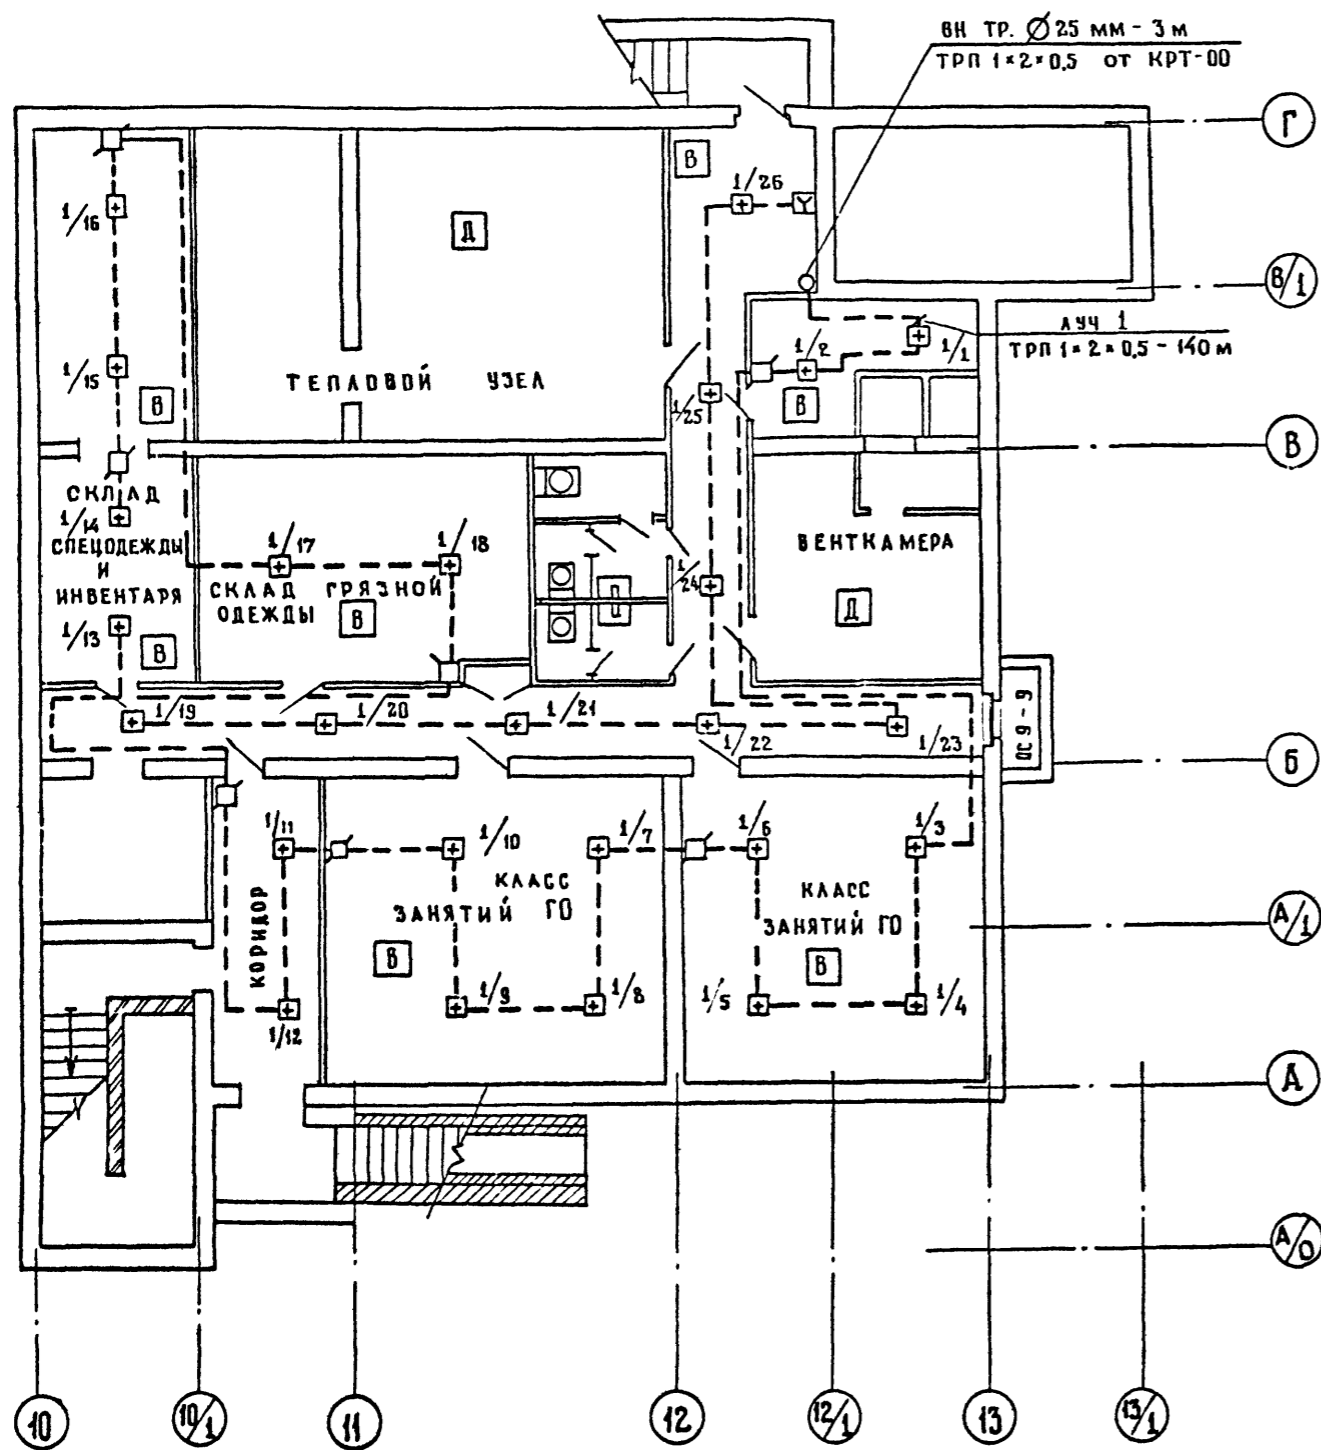 ВН ТР. Ø 25 ММ - 3 М
ТРП 1×2×0,5 ОТ КРТ-00
Г
В
1/26
1/16
Д
В/1
ЛУЧ 1
ТРП 1×2×0,5 - 140 М
1/1
1/2
1/15
ТЕПЛОВОЙ УЗЕЛ
В
1/25
В
В
СКЛАД
1/14
СПЕЦОДЕЖДЫ
И
ИНВЕНТАРЯ
1/17
1/18
ВЕНТКАМЕРА
1/24
СКЛАД ГРЯЗНОЙ
ОДЕЖДЫ
В
Д
1/13
В
1/19
1/20
1/21
1/22
1/23
ОС 9-9
Б
1/11
1/10
1/7
1/6
1/3
КЛАСС
ЗАНЯТИЙ ГО
КЛАСС
ЗАНЯТИЙ ГО
А/1
КОРИДОР
В
В
1/9
1/8
1/5
1/4
1/12
А
А/0
10
10/1
11
12
12/1
13
13/1